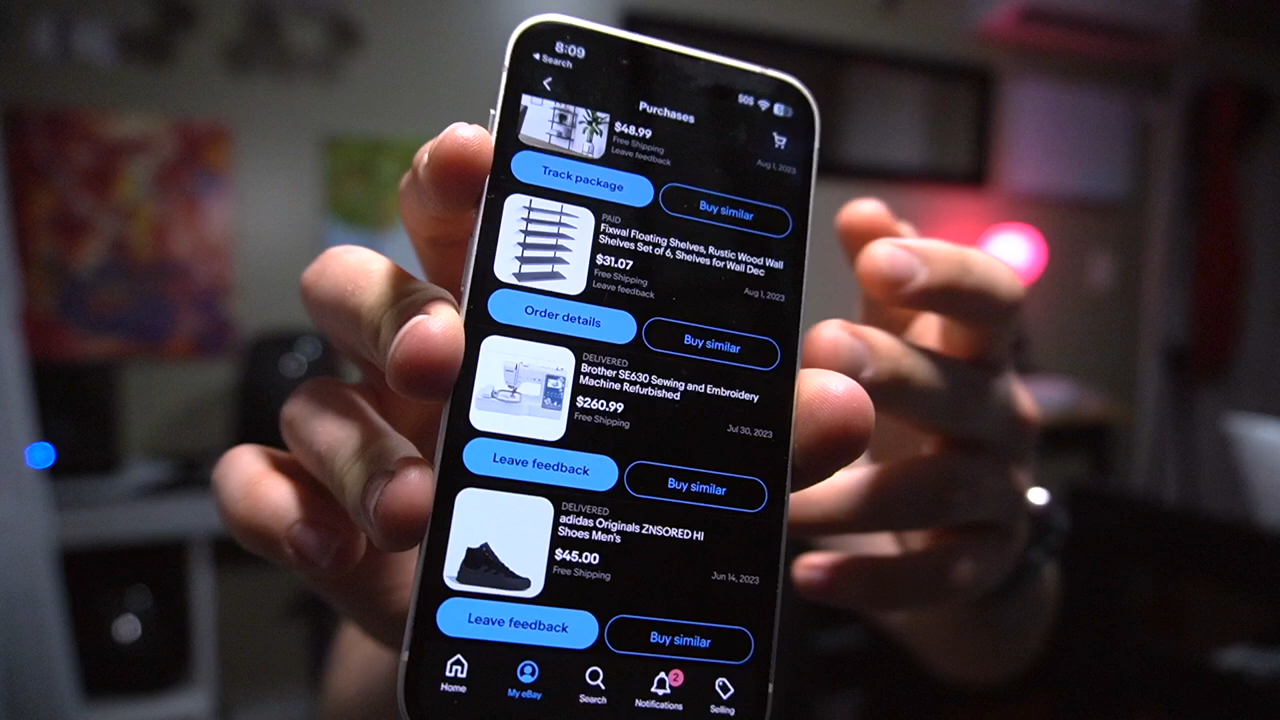 8:09
◀ Search
SOS
Purchases
$48.99
Free Shipping
Leave feedback
Aug 1, 2023
Track package
Buy similar
PAID
Fixwal Floating Shelves, Rustic Wood Wall
Shelves Set of 6, Shelves for Wall Dec
$31.07
Free Shipping
Leave feedback
Aug 1, 2023
Order details
Buy similar
DELIVERED
Brother SE630 Sewing and Embroidery
Machine Refurbished
$260.99
Free Shipping
Jul 30, 2023
Leave feedback
Buy similar
DELIVERED
adidas Originals ZNSORED HI
Shoes Men's
$45.00
Free Shipping
Jun 14, 2023
Leave feedback
Buy similar
2
Home
My eBay
Search
Notifications
Selling